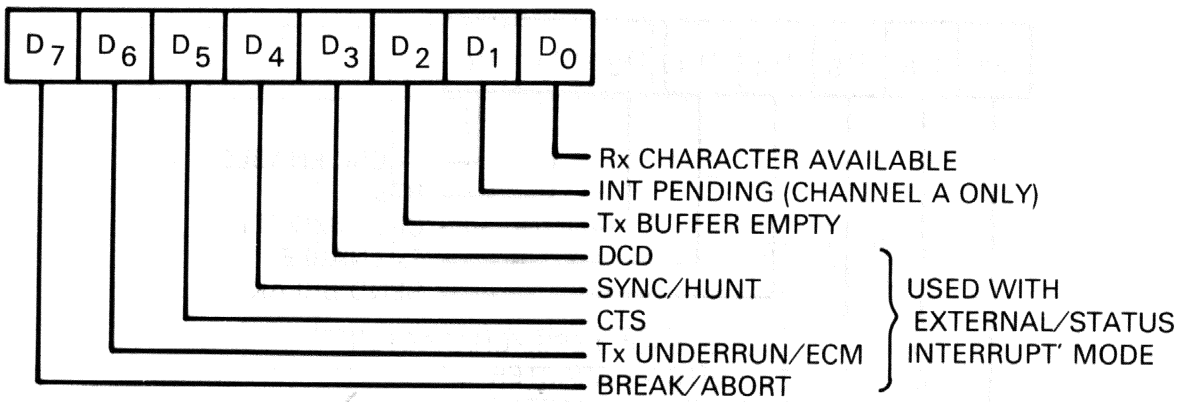 D7 D6 D5 D4 D3 D2 D1 D0
Rx CHARACTER AVAILABLE
INT PENDING (CHANNEL A ONLY)
Tx BUFFER EMPTY
DCD
SYNC/HUNT
CTS
Tx UNDERRUN/ECM
BREAK/ABORT
USED WITH
EXTERNAL/STATUS
INTERRUPT' MODE